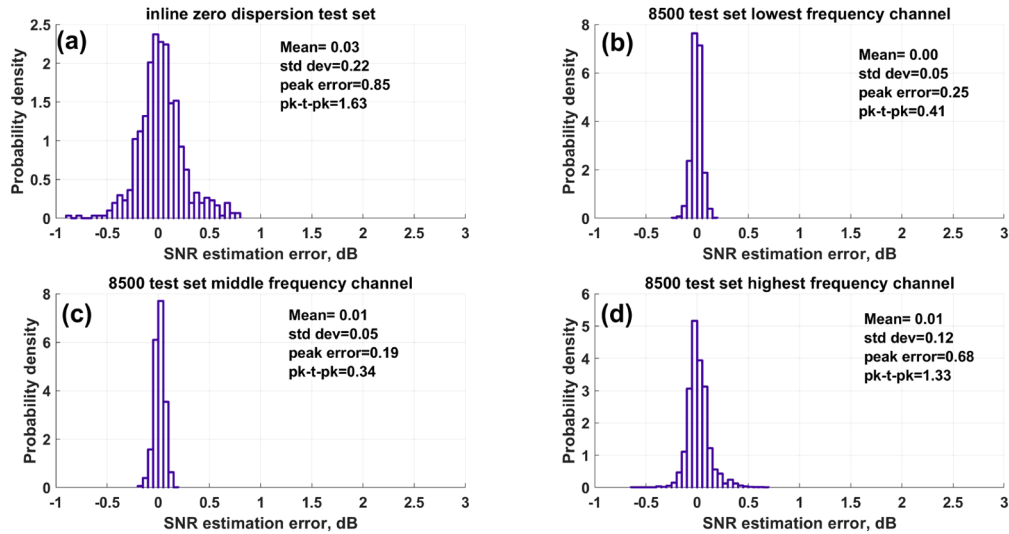 inline zero dispersion test set
(a)
Mean= 0.03
std dev=0.22
peak error=0.85
pk-t-pk=1.63
Probability density
2.5
2
1.5
1
0.5
0
-1 -0.5 0 0.5 1 1.5 2 2.5 3
SNR estimation error, dB
8500 test set lowest frequency channel
(b)
Mean= 0.00
std dev=0.05
peak error=0.25
pk-t-pk=0.41
Probability density
8
6
4
2
0
-1 -0.5 0 0.5 1 1.5 2 2.5 3
SNR estimation error, dB
8500 test set middle frequency channel
(c)
Mean= 0.01
std dev=0.05
peak error=0.19
pk-t-pk=0.34
Probability density
8
6
4
2
0
-1 -0.5 0 0.5 1 1.5 2 2.5 3
SNR estimation error, dB
8500 test set highest frequency channel
(d)
Mean= 0.01
std dev=0.12
peak error=0.68
pk-t-pk=1.33
Probability density
6
5
4
3
2
1
0
-1 -0.5 0 0.5 1 1.5 2 2.5 3
SNR estimation error, dB